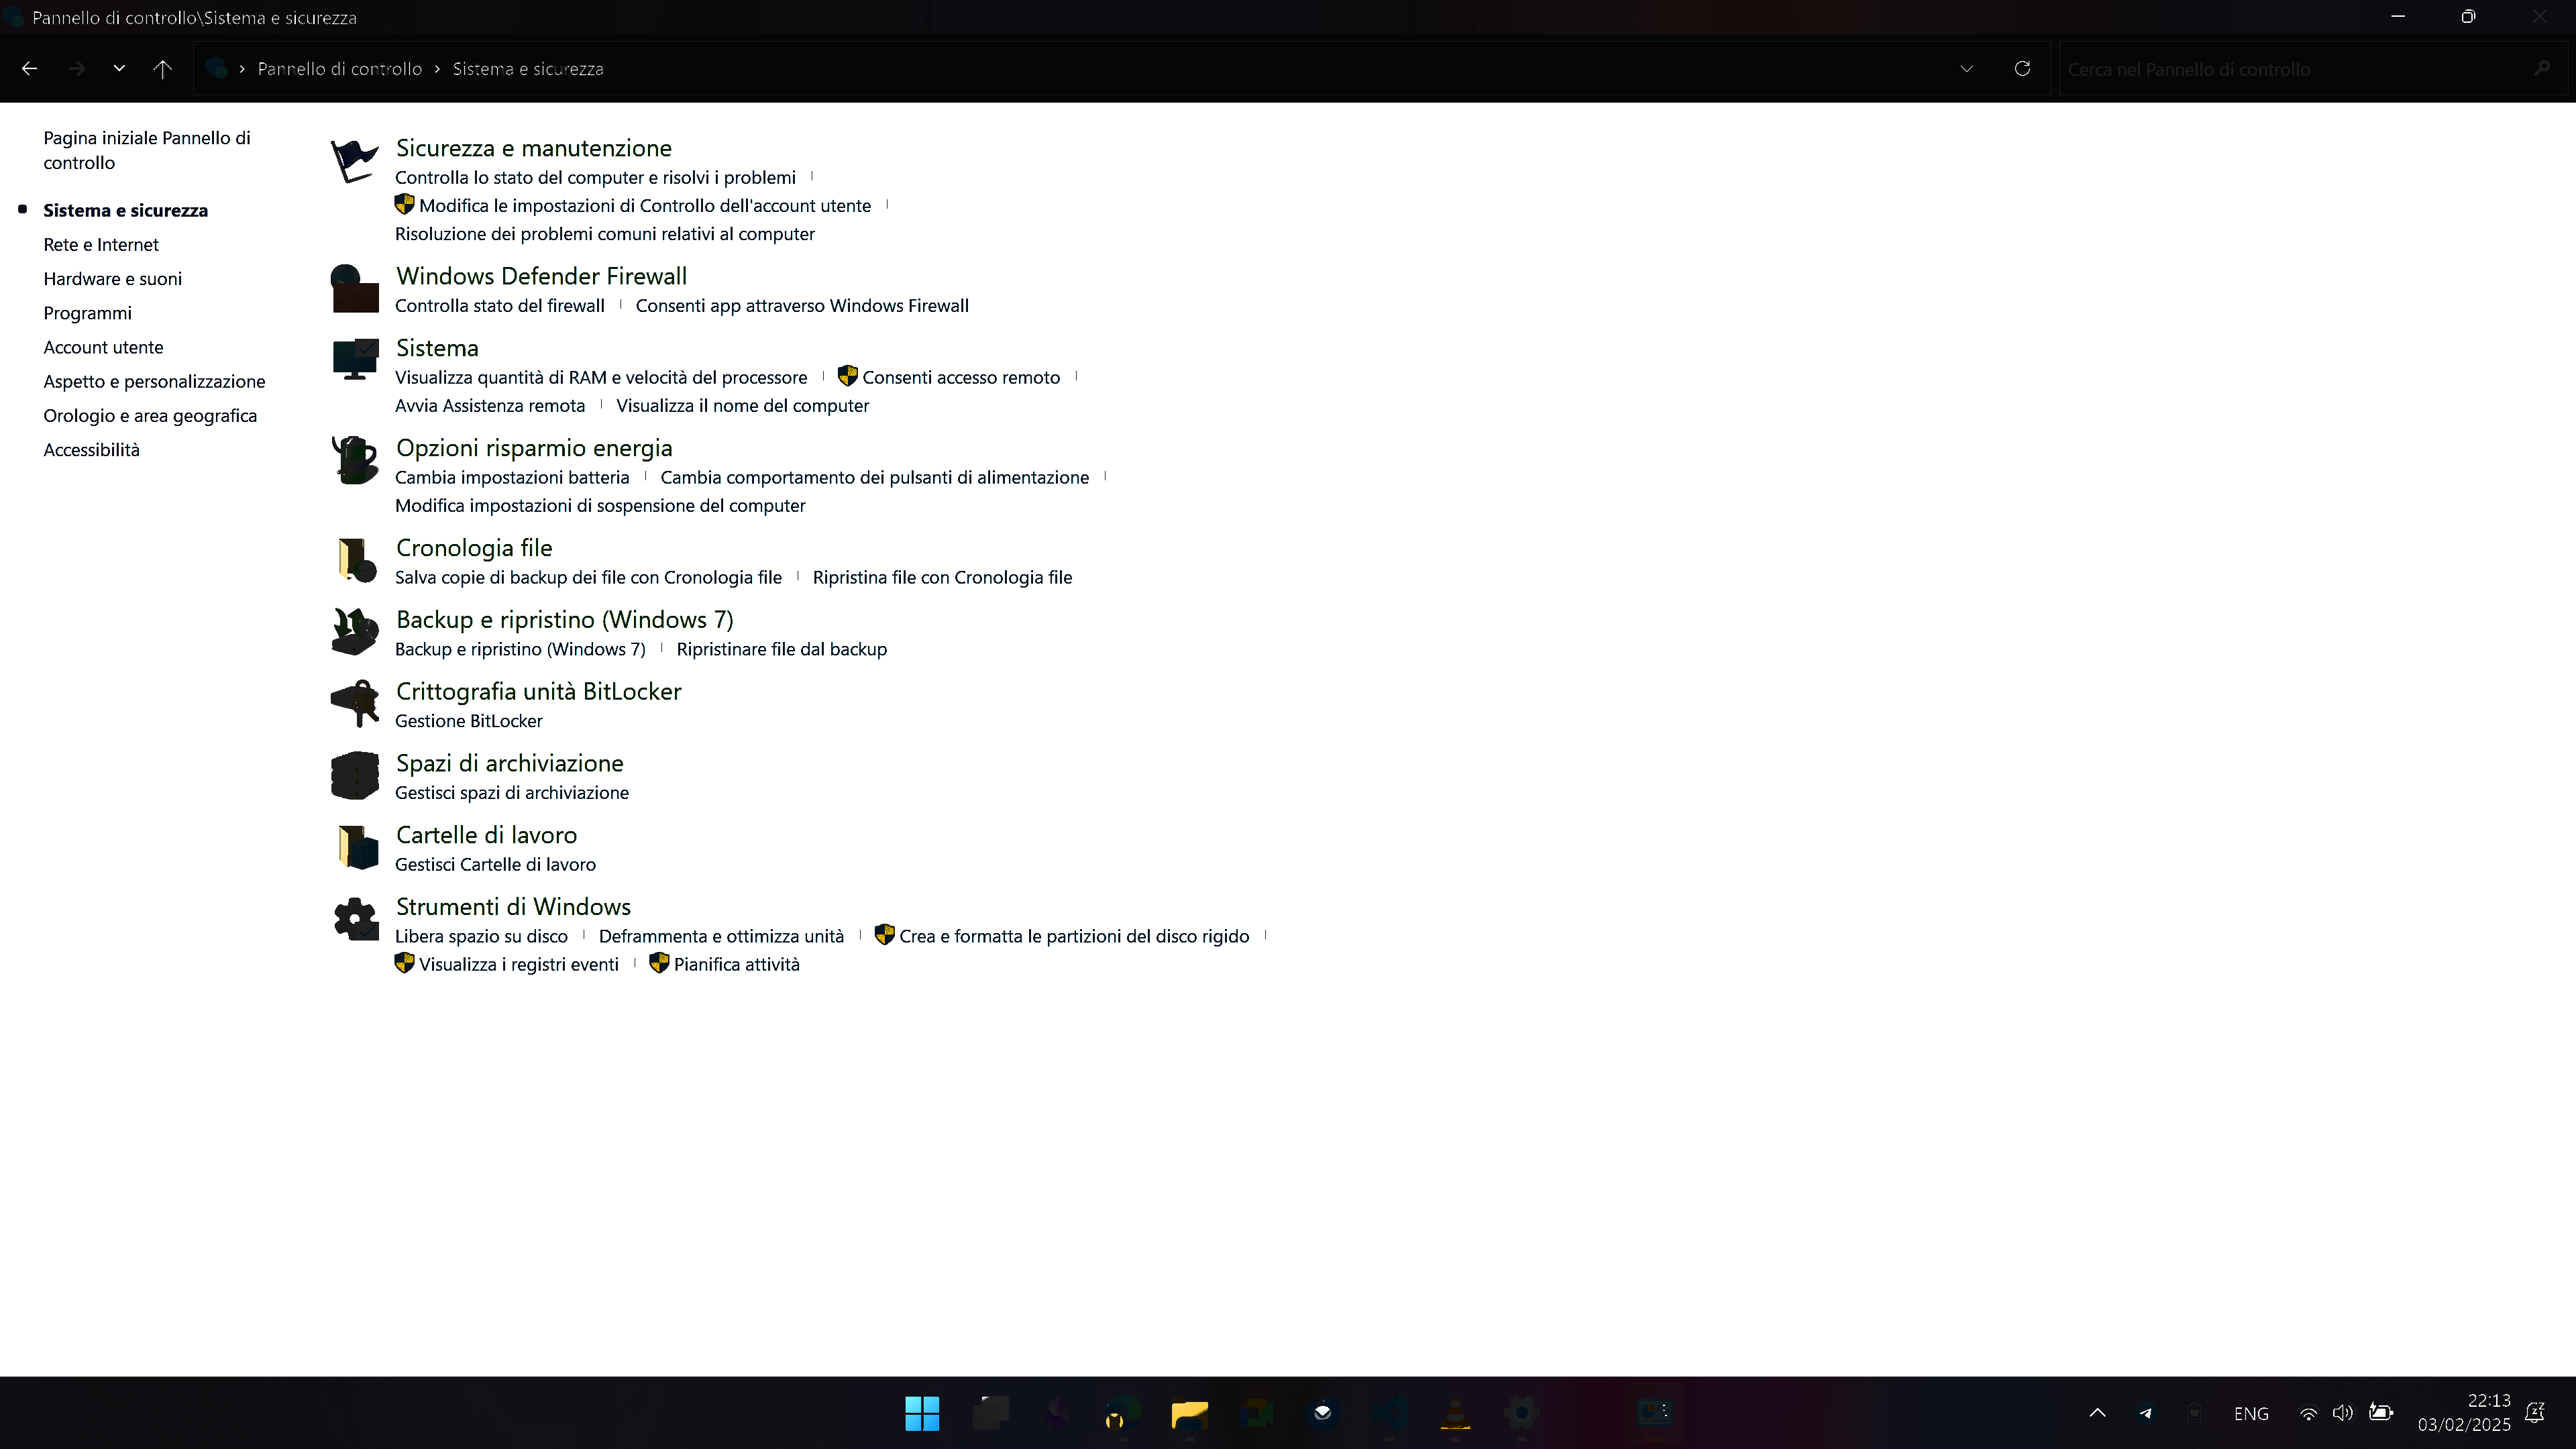 Pannello di controllo\Sistema e sicurezza
Pannello di controllo › Sistema e sicurezza
Cerca nel Pannello di controllo
Pagina iniziale Pannello di
controllo
Sistema e sicurezza
Rete e Internet
Hardware e suoni
Programmi
Account utente
Aspetto e personalizzazione
Orologio e area geografica
Accessibilità
Sicurezza e manutenzione
Controlla lo stato del computer e risolvi i problemi
Modifica le impostazioni di Controllo dell'account utente
Risoluzione dei problemi comuni relativi al computer
Windows Defender Firewall
Controlla stato del firewall Consenti app attraverso Windows Firewall
Sistema
Visualizza quantità di RAM e velocità del processore Consenti accesso remoto
Avvia Assistenza remota Visualizza il nome del computer
Opzioni risparmio energia
Cambia impostazioni batteria Cambia comportamento dei pulsanti di alimentazione
Modifica impostazioni di sospensione del computer
Cronologia file
Salva copie di backup dei file con Cronologia file Ripristina file con Cronologia file
Backup e ripristino (Windows 7)
Backup e ripristino (Windows 7) Ripristinare file dal backup
Crittografia unità BitLocker
Gestione BitLocker
Spazi di archiviazione
Gestisci spazi di archiviazione
Cartelle di lavoro
Gestisci Cartelle di lavoro
Strumenti di Windows
Libera spazio su disco Deframmenta e ottimizza unità Crea e formatta le partizioni del disco rigido
Visualizza i registri eventi Pianifica attività
ENG
22:13
03/02/2025